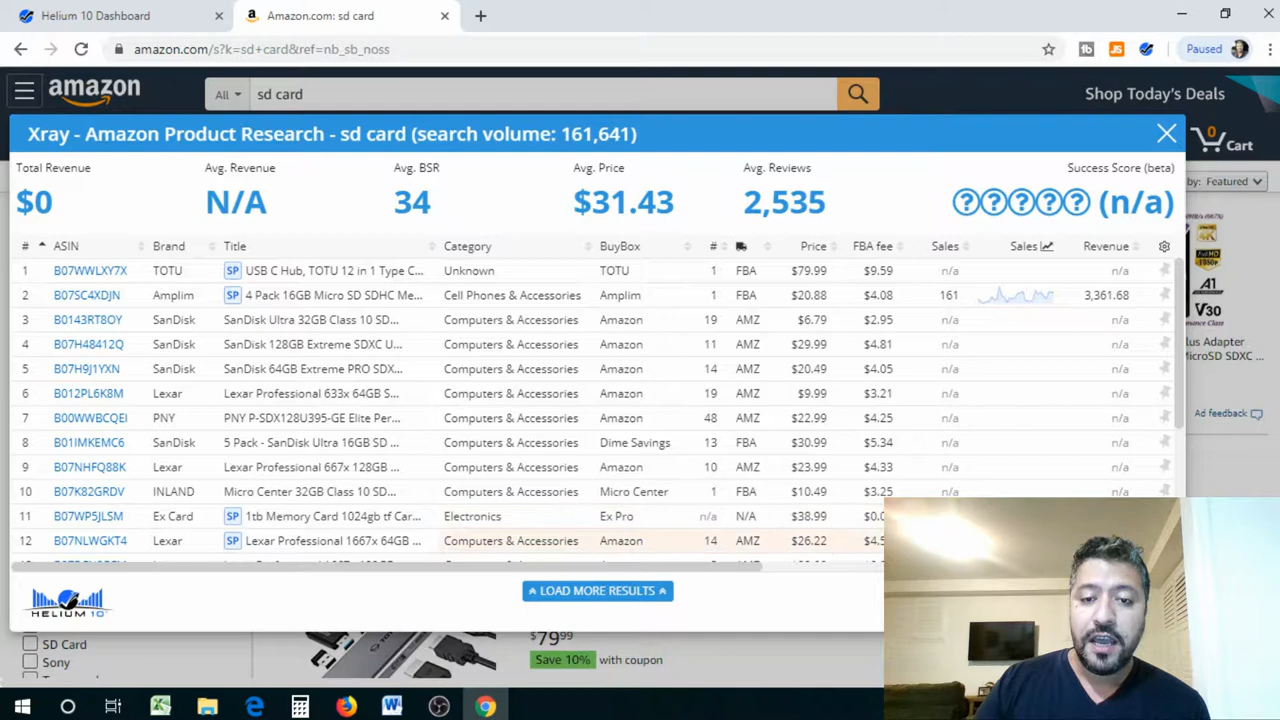 Helium 10 Dashboard
Amazon.com: sd card
amazon.com/s?k=sd+card&ref=nb_sb_noss
Paused
amazon
All
sd card
Shop Today's Deals
0
Cart
by: Featured
Xray - Amazon Product Research - sd card (search volume: 161,641)
Total Revenue Avg. Revenue Avg. BSR Avg. Price Avg. Reviews Success Score (beta)
$0 N/A 34 $31.43 2,535 ????? (n/a)
# ASIN Brand Title Category BuyBox # Price FBA fee Sales Sales Revenue
1 B07WWLXY7X TOTU SP USB C Hub, TOTU 12 in 1 Type C... Unknown TOTU 1 FBA $79.99 $9.59 n/a n/a
2 B07SC4XDJN Amplim SP 4 Pack 16GB Micro SD SDHC Me... Cell Phones & Accessories Amplim 1 FBA $20.88 $4.08 161 3,361.68
3 B0143RT8OY SanDisk SanDisk Ultra 32GB Class 10 SD... Computers & Accessories Amazon 19 AMZ $6.79 $2.95 n/a n/a
4 B07H48412Q SanDisk SanDisk 128GB Extreme SDXC U... Computers & Accessories Amazon 11 AMZ $29.99 $4.81 n/a n/a
5 B07H9J1YXN SanDisk SanDisk 64GB Extreme PRO SDX... Computers & Accessories Amazon 14 AMZ $20.49 $4.05 n/a n/a
6 B012PL6K8M Lexar Lexar Professional 633x 64GB S... Computers & Accessories Amazon 19 AMZ $9.99 $3.21 n/a n/a
7 B00WWBCQEI PNY PNY P-SDX128U395-GE Elite Per... Computers & Accessories Amazon 48 AMZ $22.99 $4.25 n/a n/a
8 B01IMKEMC6 SanDisk 5 Pack - SanDisk Ultra 16GB SD ... Computers & Accessories Dime Savings 13 FBA $30.99 $5.34 n/a n/a
9 B07NHFQ88K Lexar Lexar Professional 667x 128GB ... Computers & Accessories Amazon 10 AMZ $23.99 $4.33 n/a n/a
10 B07K82GRDV INLAND Micro Center 32GB Class 10 SD... Computers & Accessories Micro Center 1 FBA $10.49 $3.25 n/a n/a
11 B07WP5JLSM Ex Card SP 1tb Memory Card 1024gb tf Car... Electronics Ex Pro n/a N/A $38.99
12 B07NLWGKT4 Lexar SP Lexar Professional 1667x 64GB ... Computers & Accessories Amazon 14 AMZ $26.22
HELIUM 10
LOAD MORE RESULTS
A1
V30
lus Adapter
MicroSD SDXC ...
Ad feedback
SD Card
Sony
$79.99
Save 10% with coupon